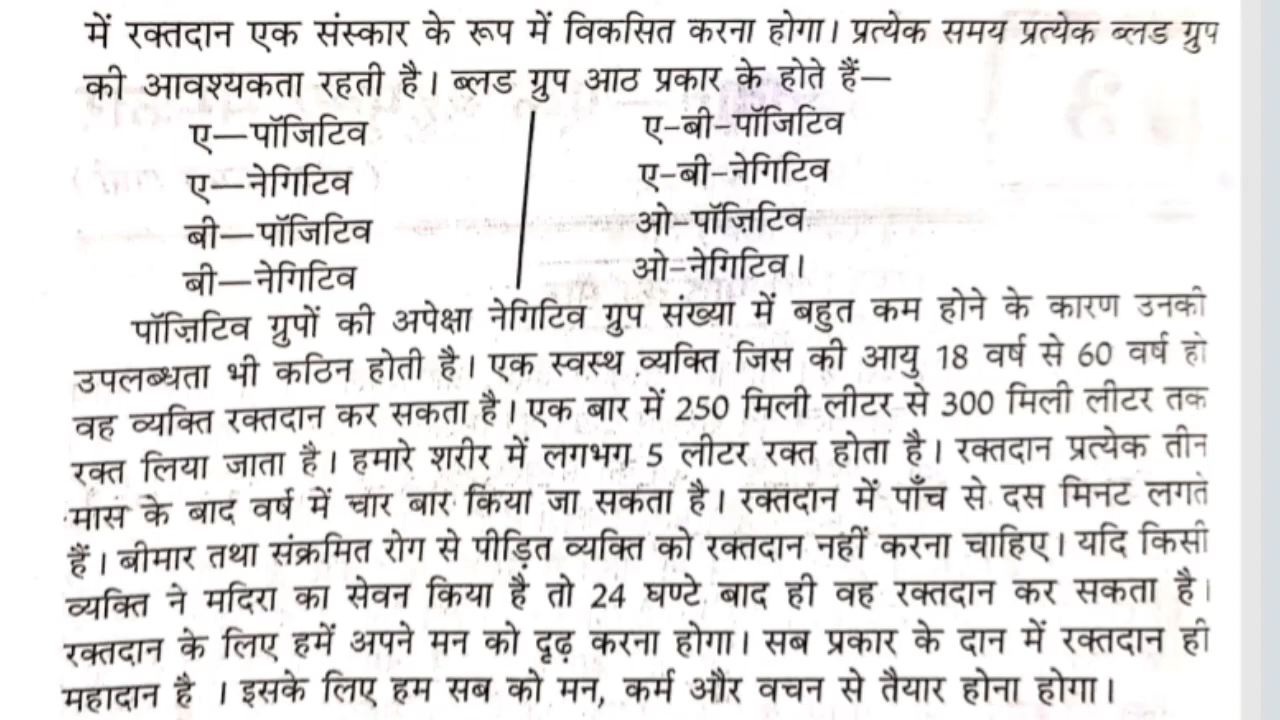 में रक्तदान एक संस्कार के रूप में विकसित करना होगा। प्रत्येक समय प्रत्येक ब्लड ग्रुप
की आवश्यकता रहती है। ब्लड ग्रुप आठ प्रकार के होते हैं—
ए—पॉजिटिव
ए—नेगिटिव
बी—पॉजिटिव
बी—नेगिटिव
ए-बी-पॉजिटिव
ए-बी-नेगिटिव
ओ-पॉज़िटिव
ओ-नेगिटिव।
पॉज़िटिव ग्रुपों की अपेक्षा नेगिटिव ग्रुप संख्या में बहुत कम होने के कारण उनकी
उपलब्धता भी कठिन होती है। एक स्वस्थ व्यक्ति जिस की आयु 18 वर्ष से 60 वर्ष हो
वह व्यक्ति रक्तदान कर सकता है। एक बार में 250 मिली लीटर से 300 मिली लीटर तक
रक्त लिया जाता है। हमारे शरीर में लगभग 5 लीटर रक्त होता है। रक्तदान प्रत्येक तीन
मास के बाद वर्ष में चार बार किया जा सकता है। रक्तदान में पाँच से दस मिनट लगते
हैं। बीमार तथा संक्रमित रोग से पीड़ित व्यक्ति को रक्तदान नहीं करना चाहिए। यदि किसी
व्यक्ति ने मदिरा का सेवन किया है तो 24 घण्टे बाद ही वह रक्तदान कर सकता है।
रक्तदान के लिए हमें अपने मन को दृढ़ करना होगा। सब प्रकार के दान में रक्तदान ही
महादान है । इसके लिए हम सब को मन, कर्म और वचन से तैयार होना होगा।